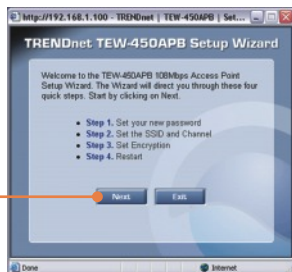 http://192.168.1.100 - TRENDnet | TEW-450APB | Set...
TRENDnet TEW-450APB Setup Wizard
Welcome to the TEW-450APB 108Mbps Access Point
Setup Wizard. The Wizard will direct you through these four
quick steps. Start by clicking on Next.
Step 1. Set your new password
Step 2. Set the SSID and Channel
Step 3. Set Encryption
Step 4. Restart
Next
Exit
Done
Internet